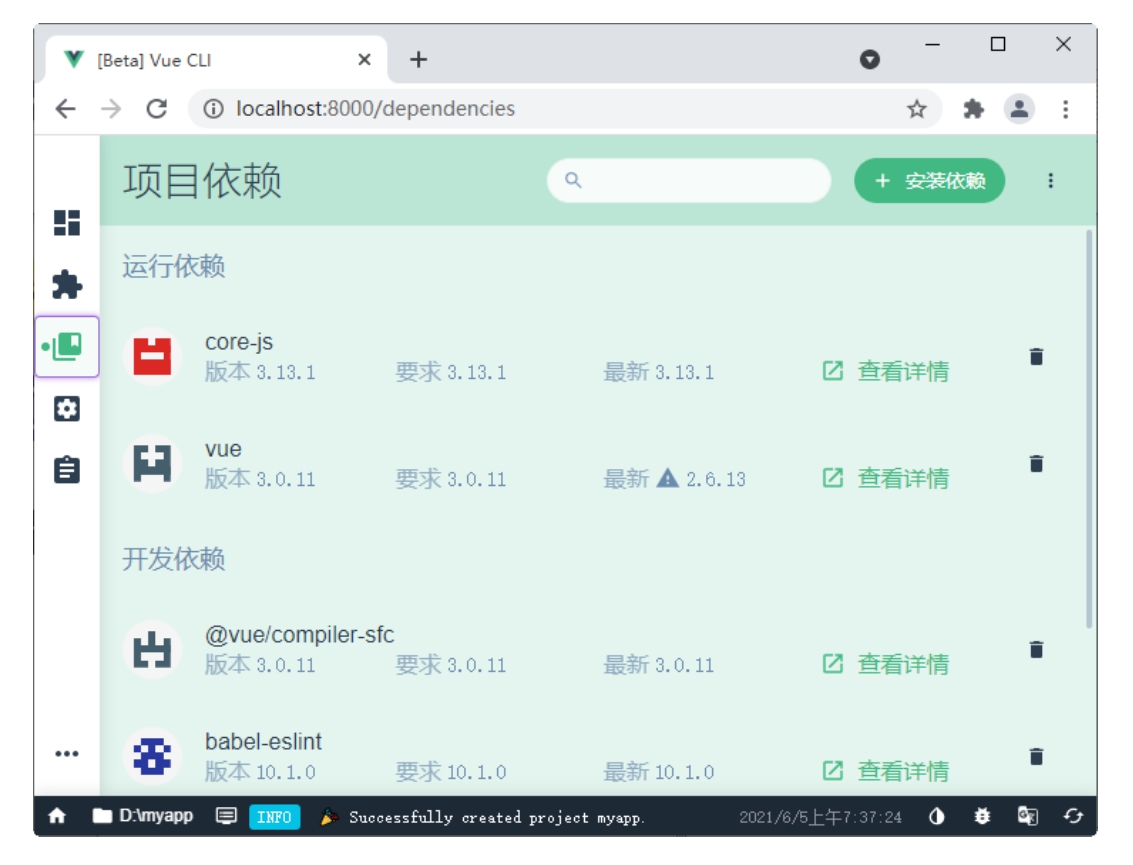 [Beta] Vue CLI
localhost:8000/dependencies
项目依赖
+ 安装依赖
运行依赖
core-js
版本 3.13.1 要求 3.13.1 最新 3.13.1 查看详情
vue
版本 3.0.11 要求 3.0.11 最新 2.6.13 查看详情
开发依赖
@vue/compiler-sfc
版本 3.0.11 要求 3.0.11 最新 3.0.11 查看详情
babel-eslint
版本 10.1.0 要求 10.1.0 最新 10.1.0 查看详情
D:\myapp INFO Successfully created project myapp. 2021/6/5上午7:37:24